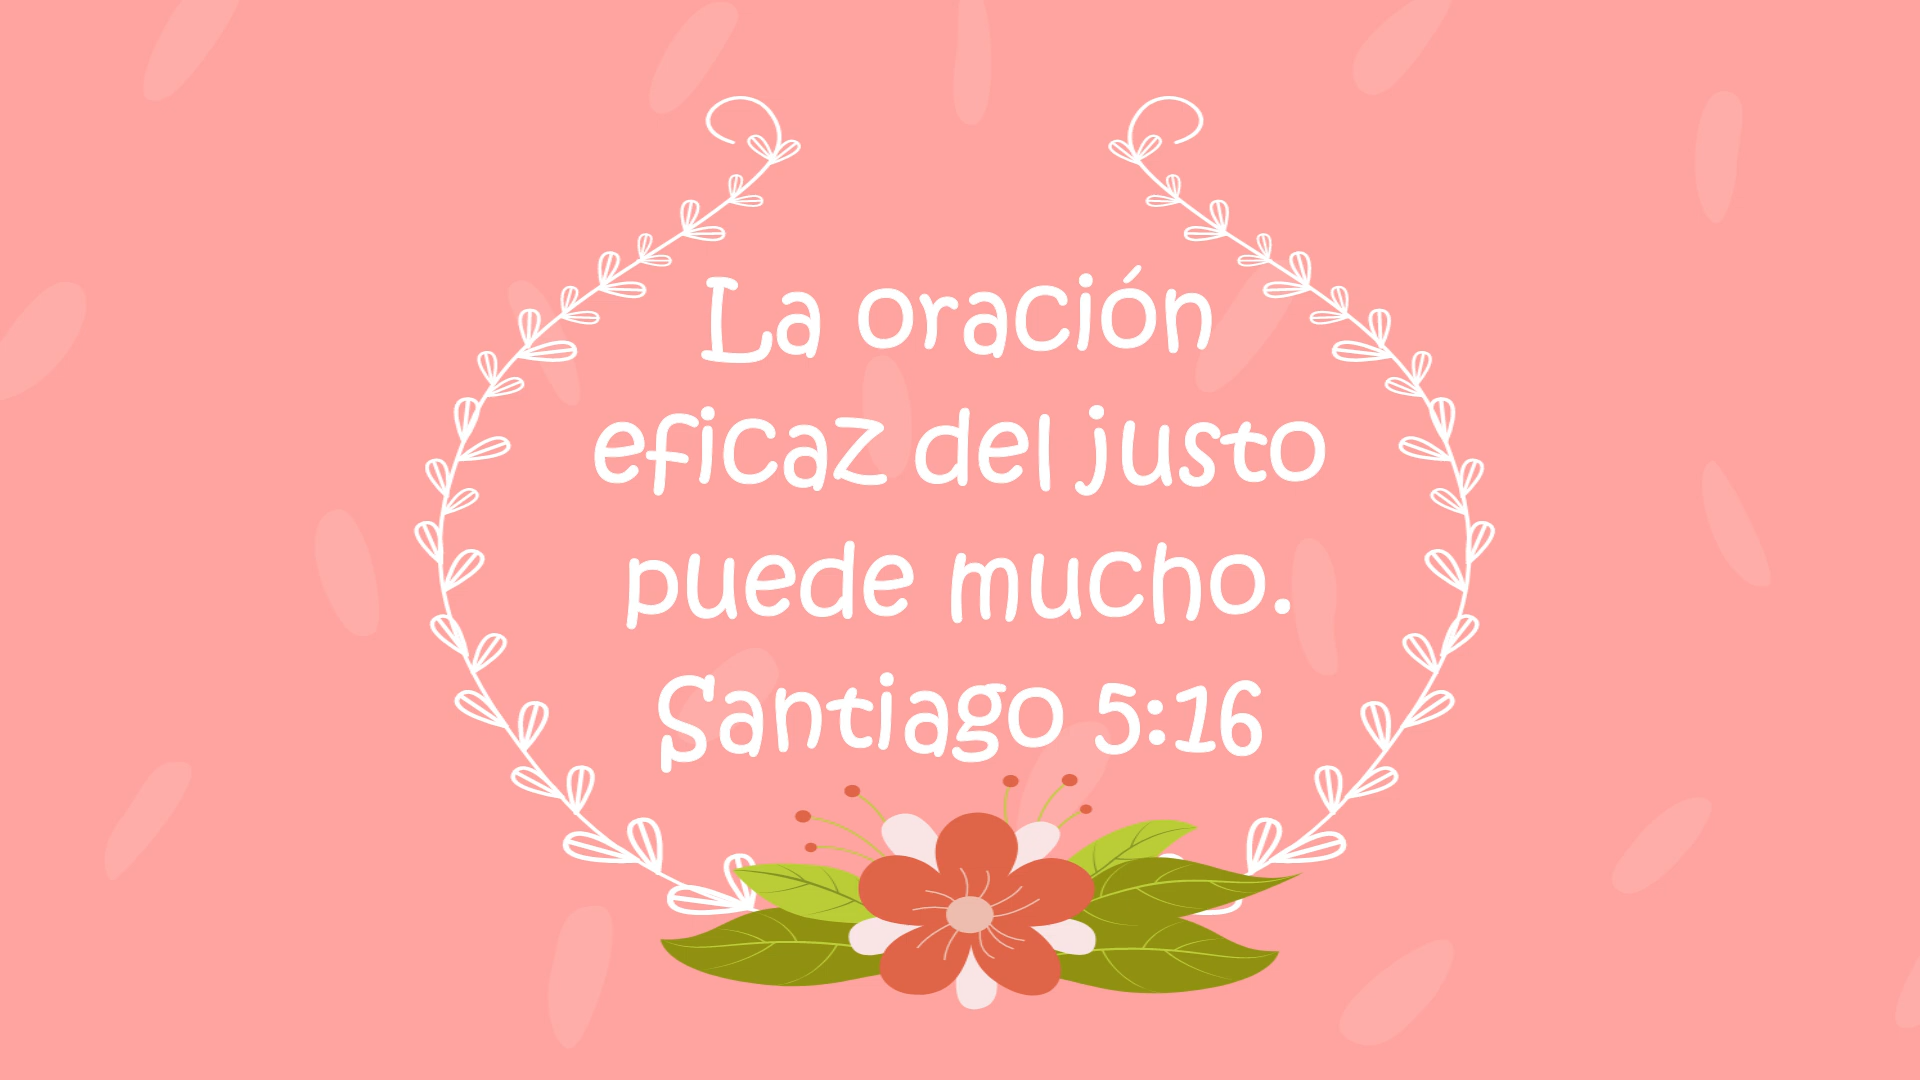 La oración
eficaz del justo
puede mucho.
Santiago 5:16